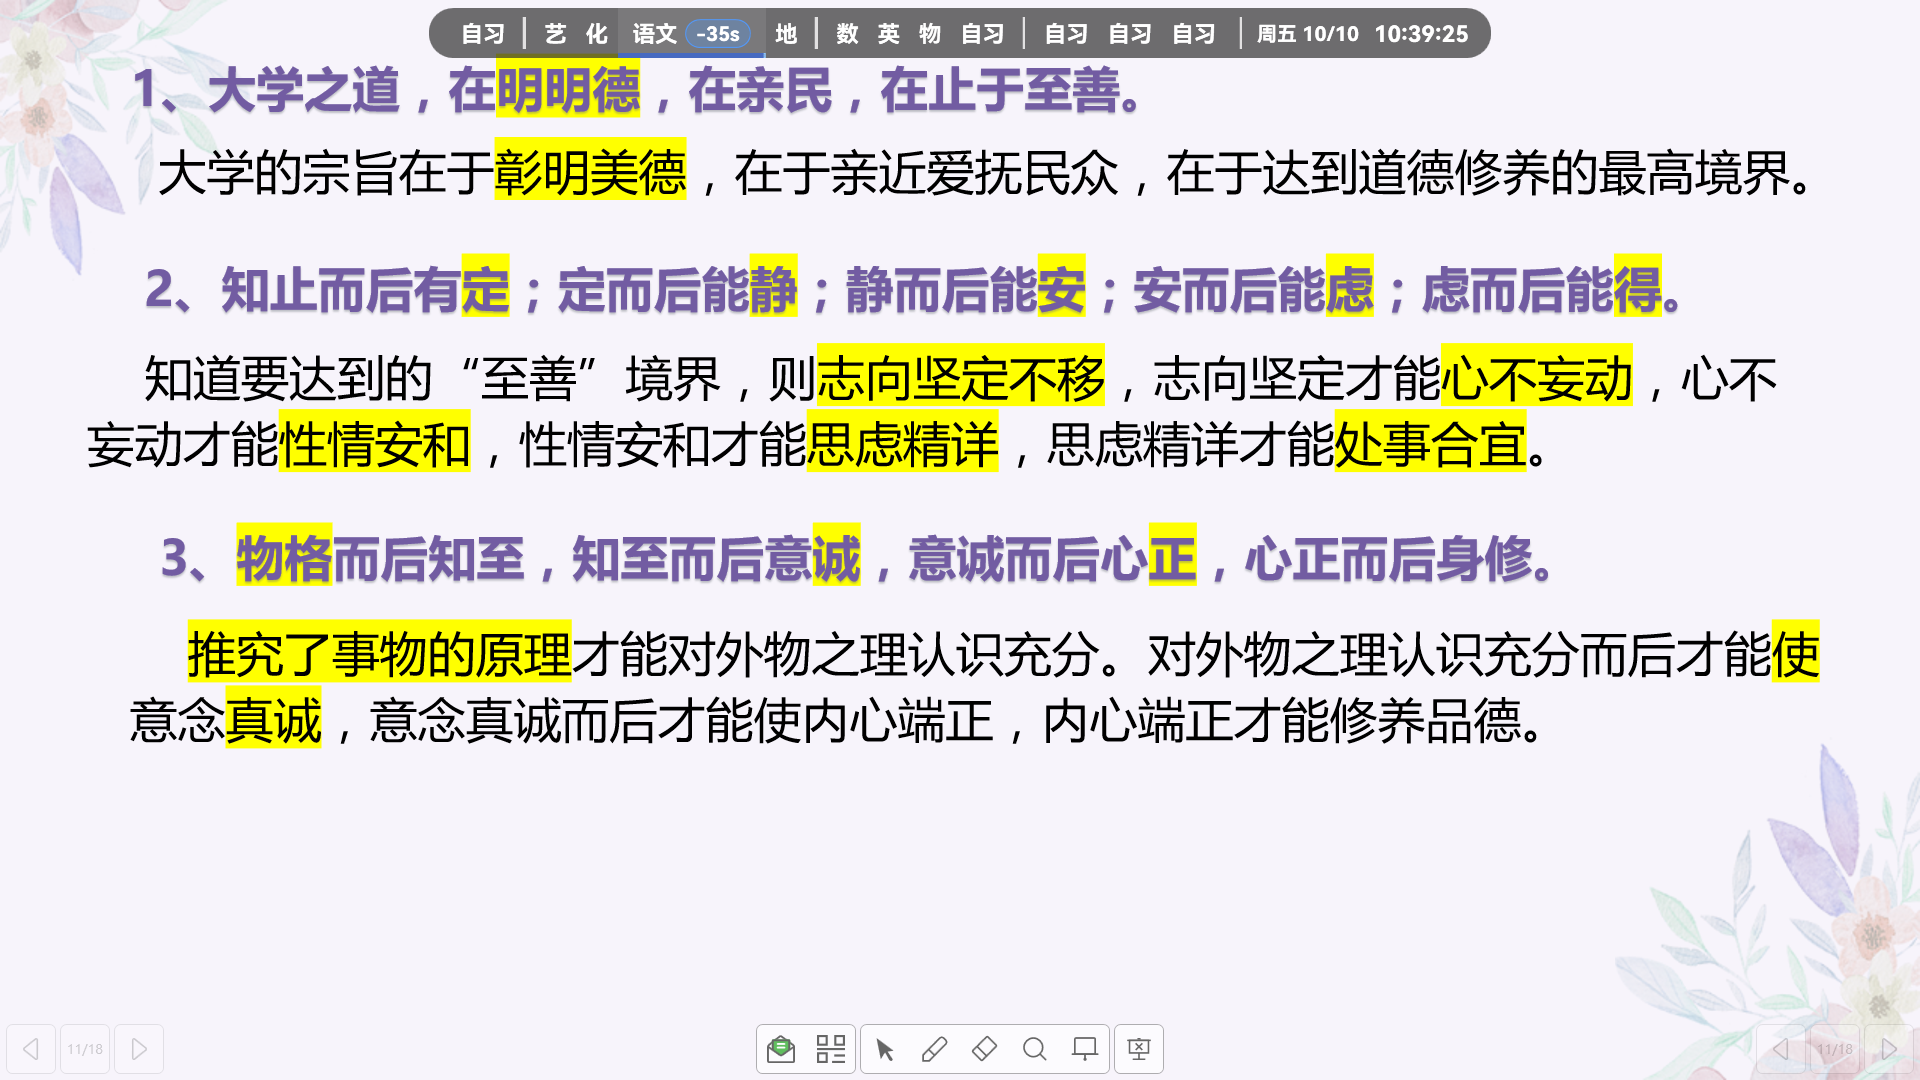 自习 | 艺 化 语文 -35s 地 | 数 英 物 自习 | 自习 自习 自习 | 周五 10/10 10:39:25
1、大学之道，在明明德，在亲民，在止于至善。
大学的宗旨在于彰明美德，在于亲近爱抚民众，在于达到道德修养的最高境界。
2、知止而后有定；定而后能静；静而后能安；安而后能虑；虑而后能得。
知道要达到的“至善”境界，则志向坚定不移，志向坚定才能心不妄动，心不
妄动才能性情安和，性情安和才能思虑精详，思虑精详才能处事合宜。
3、物格而后知至，知至而后意诚，意诚而后心正，心正而后身修。
推究了事物的原理才能对外物之理认识充分。对外物之理认识充分而后才能使
意念真诚，意念真诚而后才能使内心端正，内心端正才能修养品德。
11/18
11/18